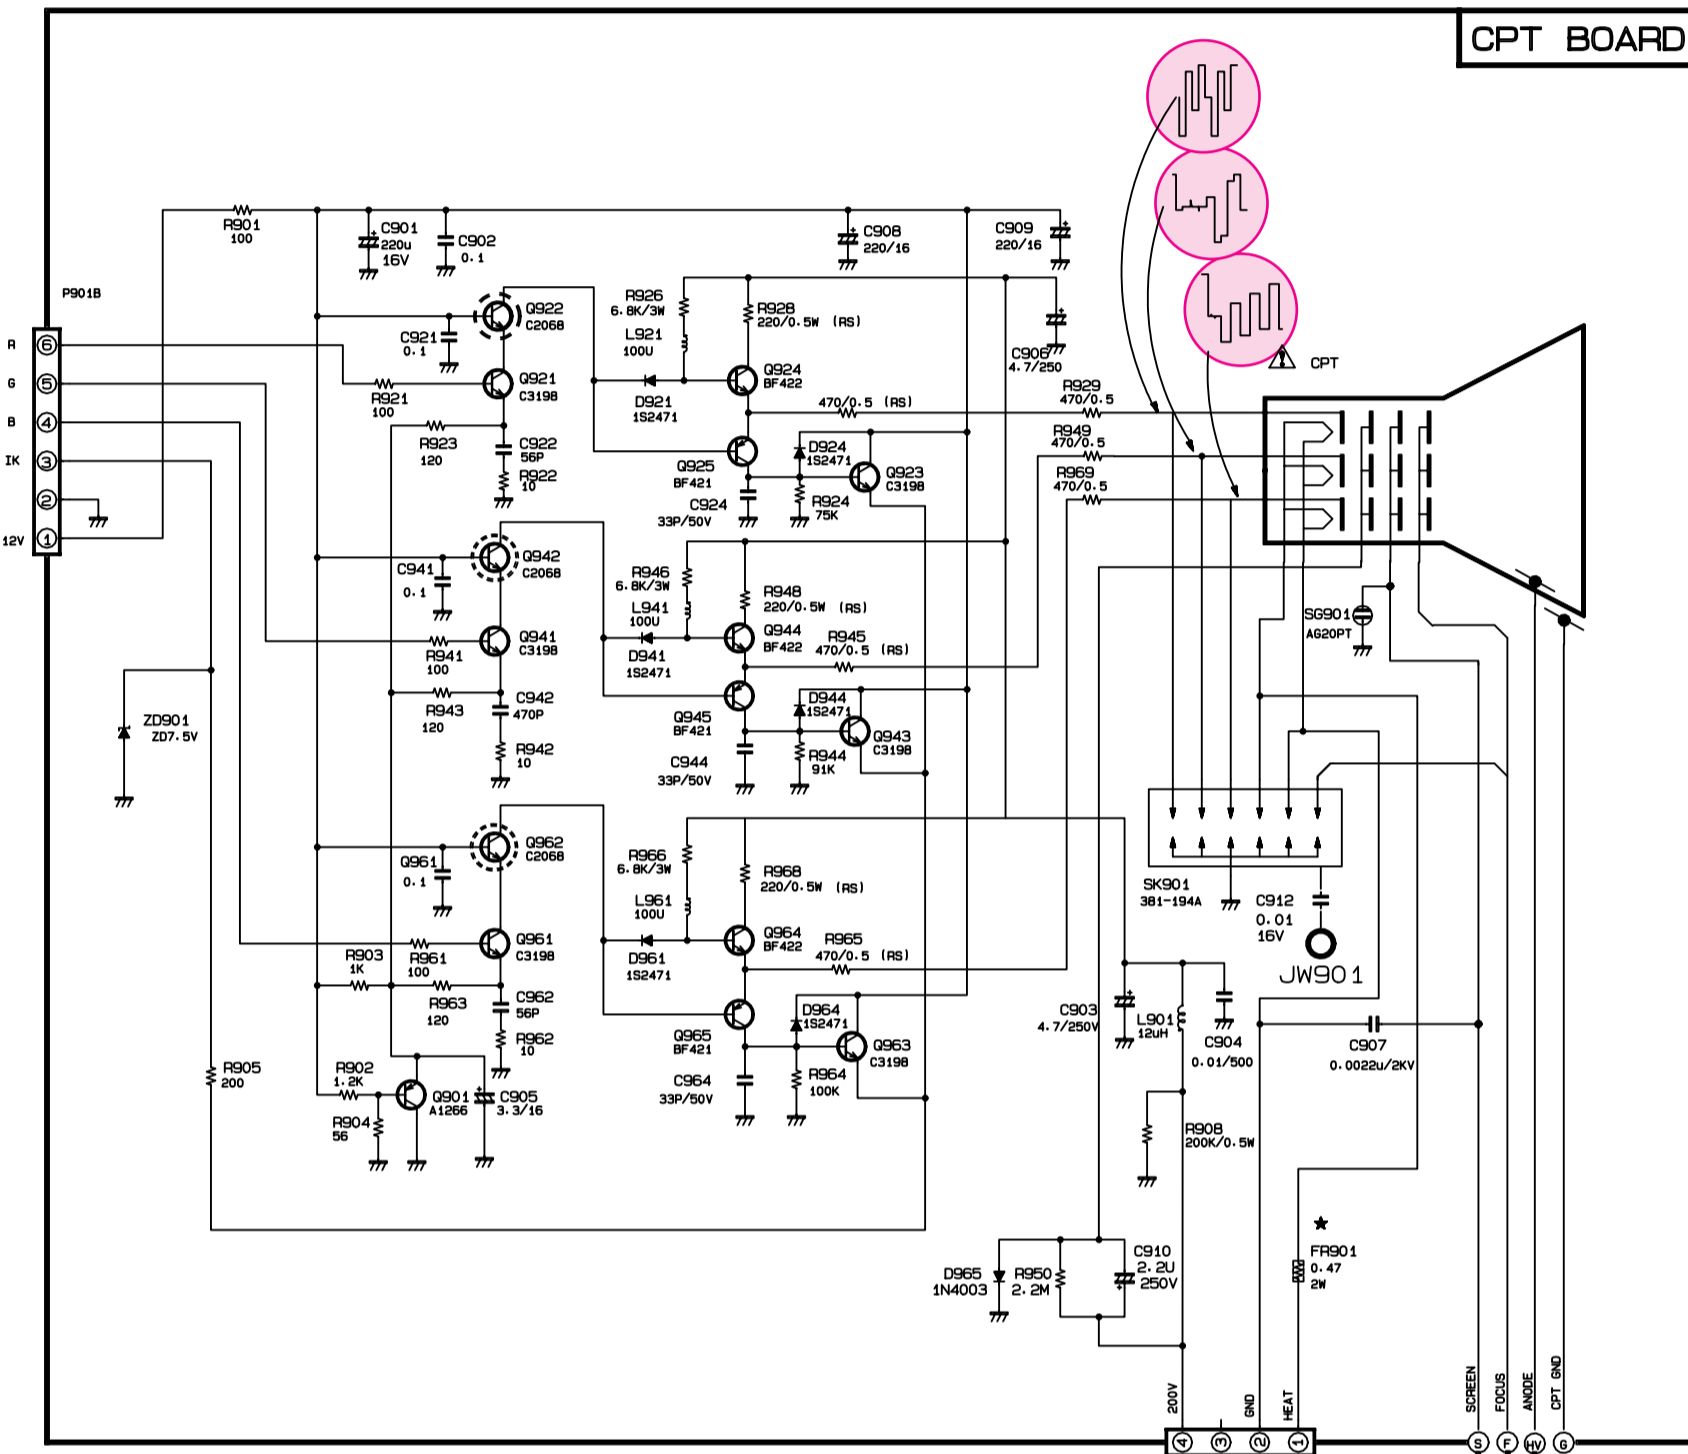 CPT BOARD
R901
100
C901
220u
16V
C902
0.1
C908
220/16
C909
220/16
P901B
R
G
B
IK
12V
6
5
4
3
2
1
Q922
C2068
C921
0.1
R926
6.8K/3W
L921
100U
R928
220/0.5W (RS)
C906
4.7/250
CPT
Q921
C3198
R921
100
D921
1S2471
Q924
BF422
470/0.5 (RS)
R929
470/0.5
R923
120
C922
56P
R922
10
Q925
BF421
D924
1S2471
Q923
C3198
R949
470/0.5
R969
470/0.5
C924
33P/50V
R924
75K
Q942
C2068
C941
0.1
R946
6.8K/3W
L941
100U
R948
220/0.5W (RS)
Q941
C3198
R941
100
D941
1S2471
Q944
BF422
R945
470/0.5 (RS)
SG901
AG20PT
R943
120
C942
470P
R942
10
Q945
BF421
D944
1S2471
Q943
C3198
C944
33P/50V
R944
91K
ZD901
ZD7.5V
Q962
C2068
Q961
0.1
R966
6.8K/3W
L961
100U
R968
220/0.5W (RS)
SK901
381-194A
C912
0.01
16V
JW901
Q961
C3198
R903
1K
R961
100
D961
1S2471
Q964
BF422
R965
470/0.5 (RS)
R963
120
C962
56P
R962
10
Q965
BF421
D964
1S2471
Q963
C3198
C903
4.7/250V
L901
12uH
C904
0.01/500
C907
0.0022u/2KV
R905
200
R902
1.2K
R904
56
Q901
A1266
C905
3.3/16
C964
33P/50V
R964
100K
R908
200K/0.5W
D965
1N4003
R950
2.2M
C910
2.2U
250V
FR901
0.47
2W
200V
GND
HEAT
SCREEN
FOCUS
ANODE
CPT GND
4
3
2
1
S
F
HV
G